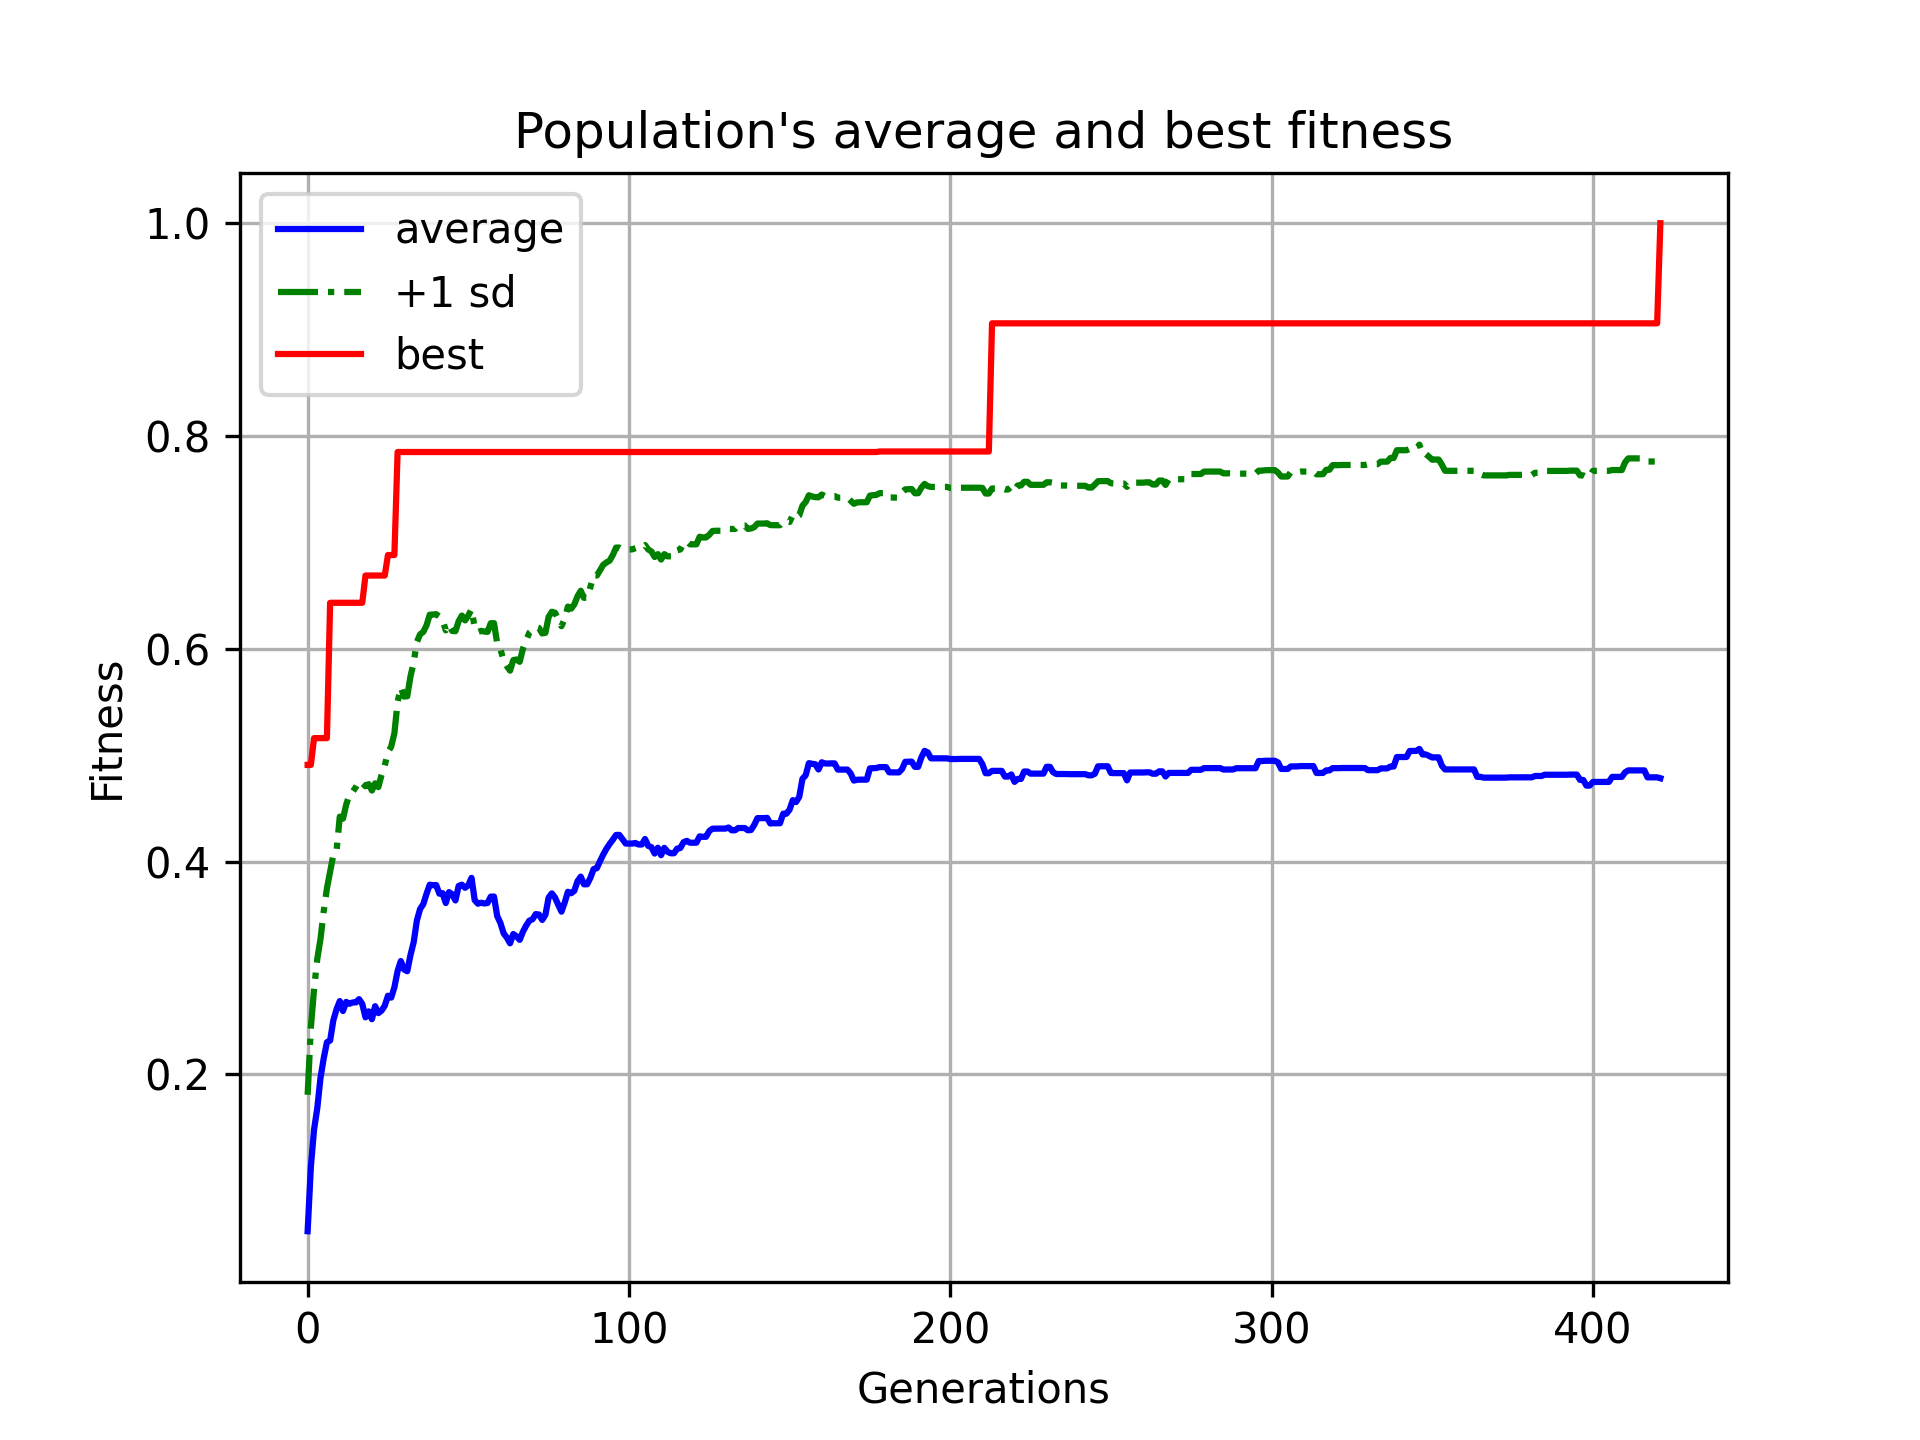 Population's average and best fitness
average
+1 sd
best
1.0
0.8
0.6
0.4
0.2
Fitness
0 100 200 300 400
Generations